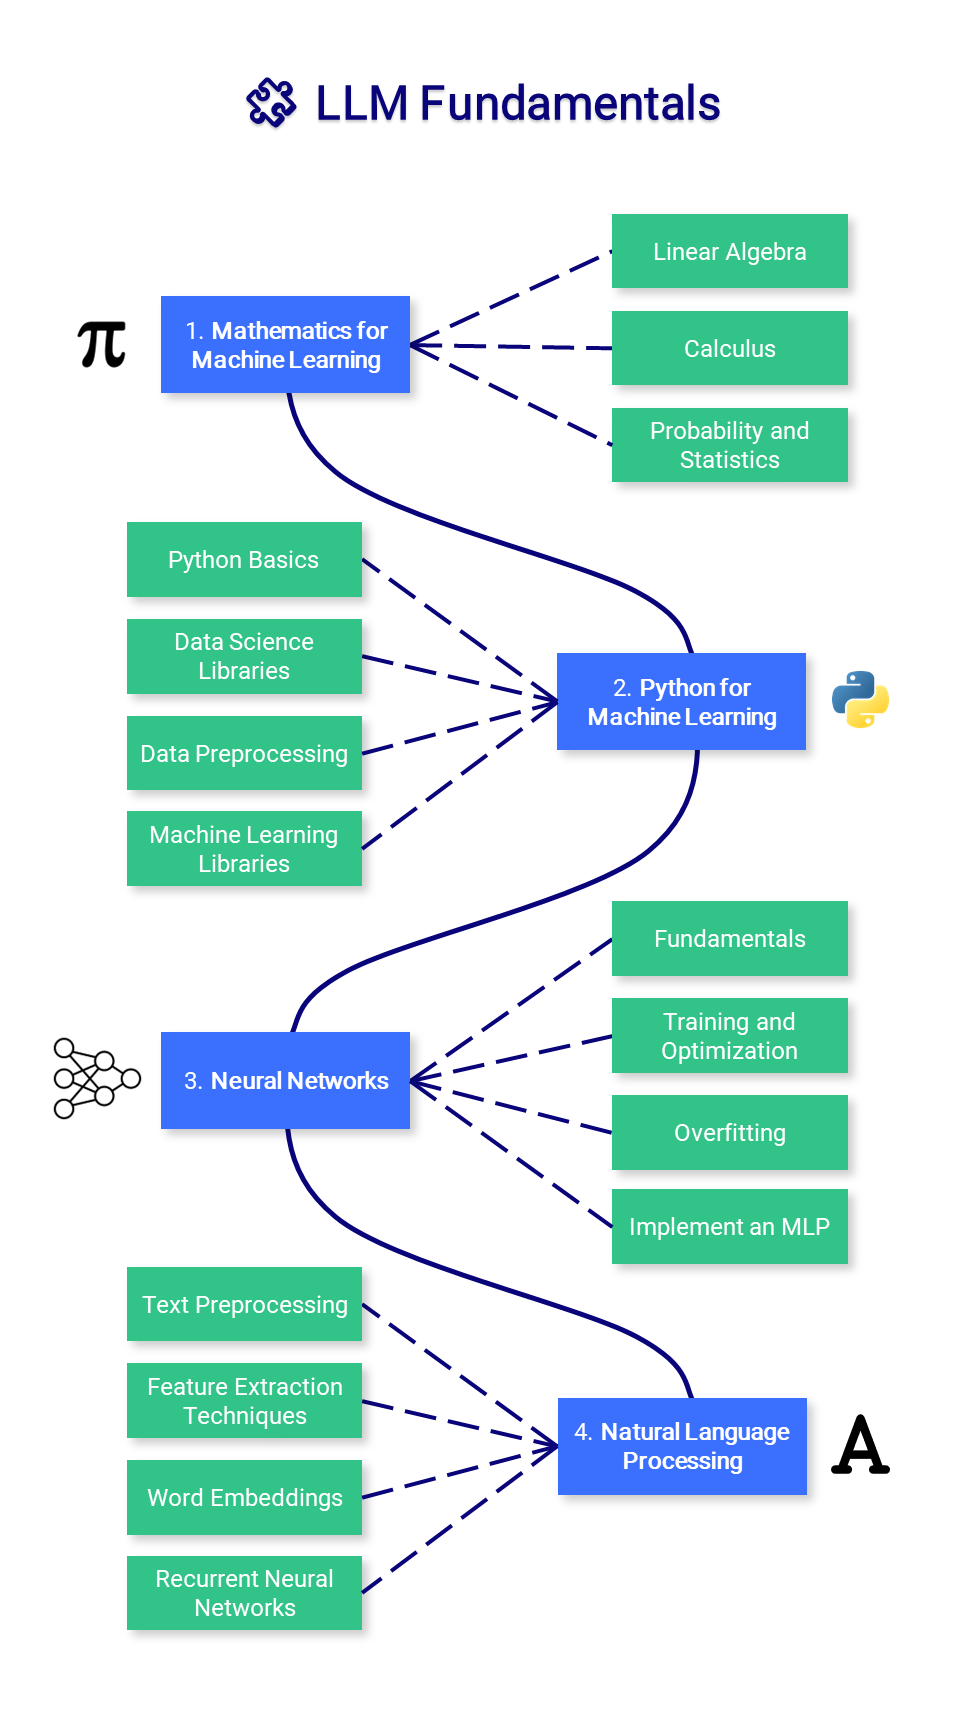 LLM Fundamentals
1. Mathematics for
Machine Learning
Linear Algebra
Calculus
Probability and
Statistics
2. Python for
Machine Learning
Python Basics
Data Science
Libraries
Data Preprocessing
Machine Learning
Libraries
3. Neural Networks
Fundamentals
Training and
Optimization
Overfitting
Implement an MLP
4. Natural Language
Processing
Text Preprocessing
Feature Extraction
Techniques
Word Embeddings
Recurrent Neural
Networks